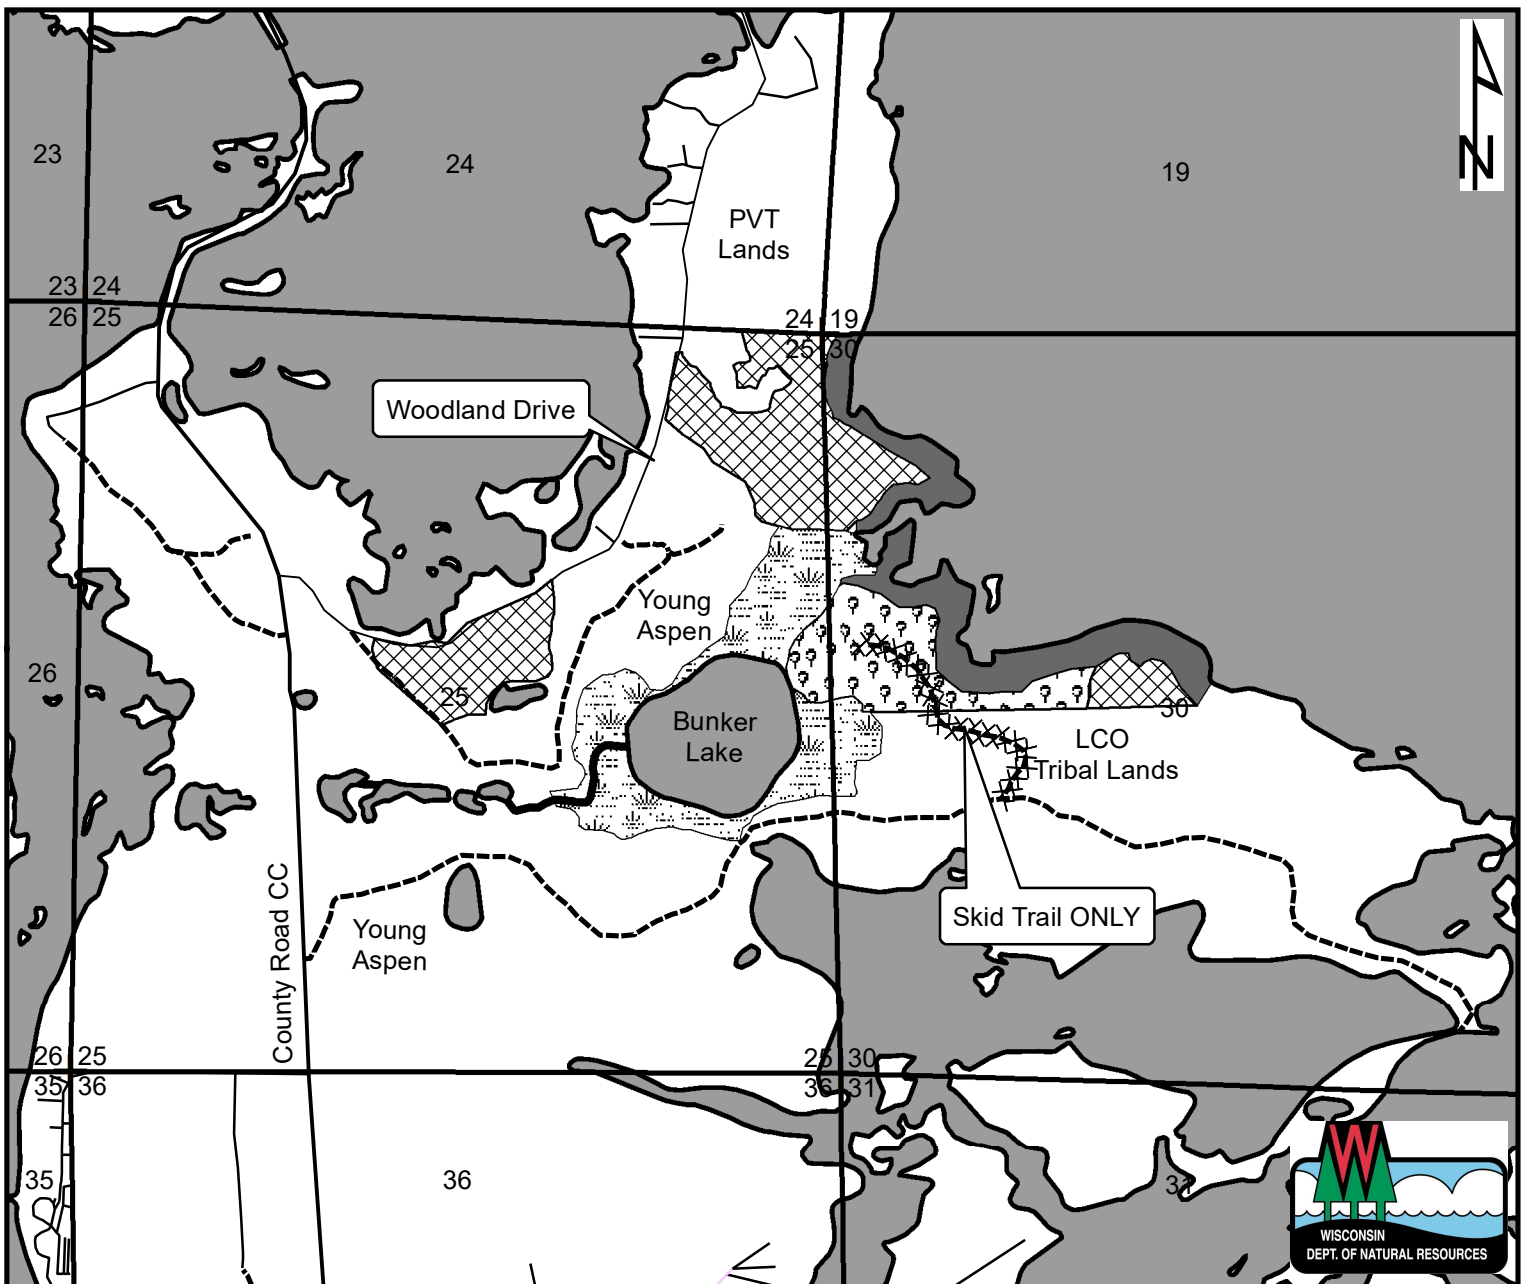 N
23
24
19
PVT
Lands
23 24
26 25
24 19
25 30
Woodland Drive
Young
Aspen
26
25
Bunker
Lake
30
LCO
Tribal Lands
County Road CC
Young
Aspen
Skid Trail ONLY
26 25
35 36
25 30
36 31
35
36
31
W
WISCONSIN
DEPT. OF NATURAL RESOURCES